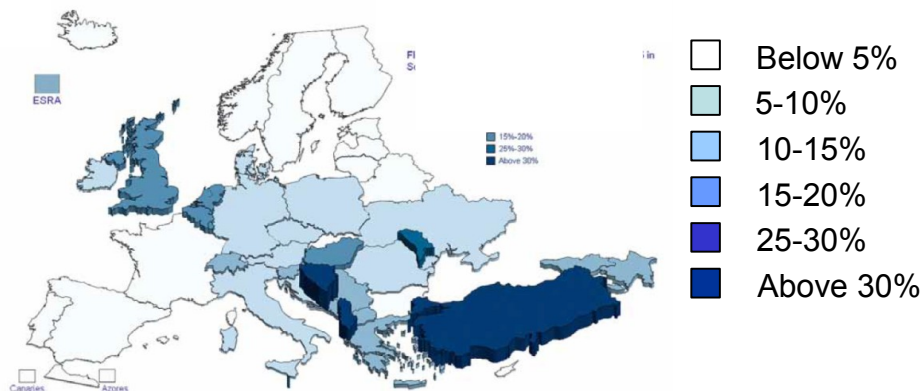 ESRA
in
15%-20%
25%-30%
Above 30%
Canaries
Azores
Below 5%
5-10%
10-15%
15-20%
25-30%
Above 30%